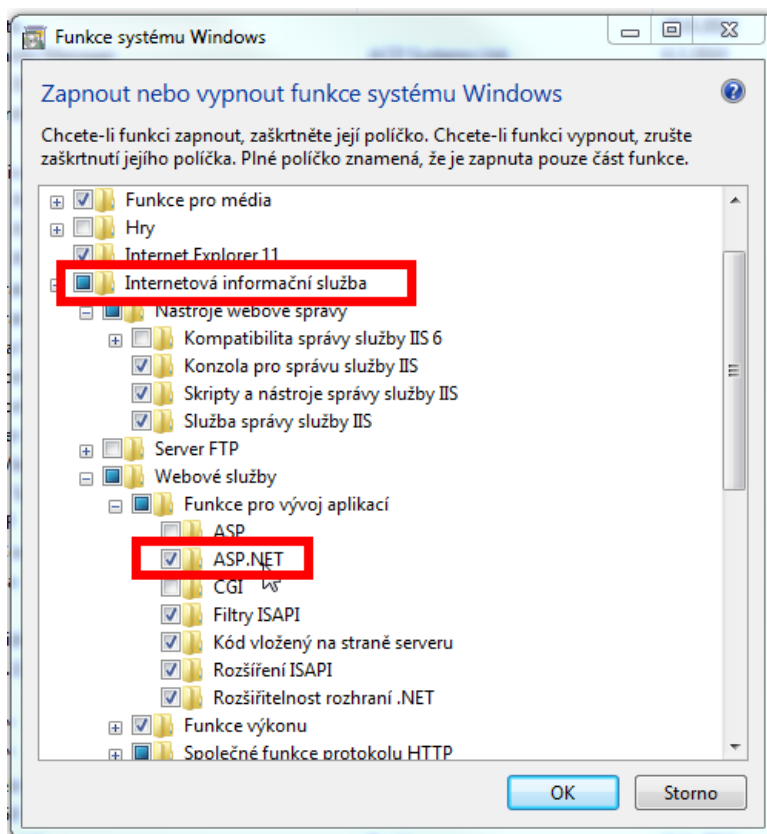 Funkce systému Windows
Zapnout nebo vypnout funkce systému Windows
Chcete-li funkci zapnout, zaškrtněte její políčko. Chcete-li funkci vypnout, zrušte
zaškrtnutí jejího políčka. Plné políčko znamená, že je zapnuta pouze část funkce.
Funkce pro média
Hry
Internet Explorer 11
Internetová informační služba
Nástroje webové správy
Kompatibilita správy služby IIS 6
Konzola pro správu služby IIS
Skripty a nástroje správy služby IIS
Služba správy služby IIS
Server FTP
Webové služby
Funkce pro vývoj aplikací
ASP
ASP.NET
CGI
Filtry ISAPI
Kód vložený na straně serveru
Rozšíření ISAPI
Rozšiřitelnost rozhraní .NET
Funkce výkonu
Společné funkce protokolu HTTP
OK
Storno